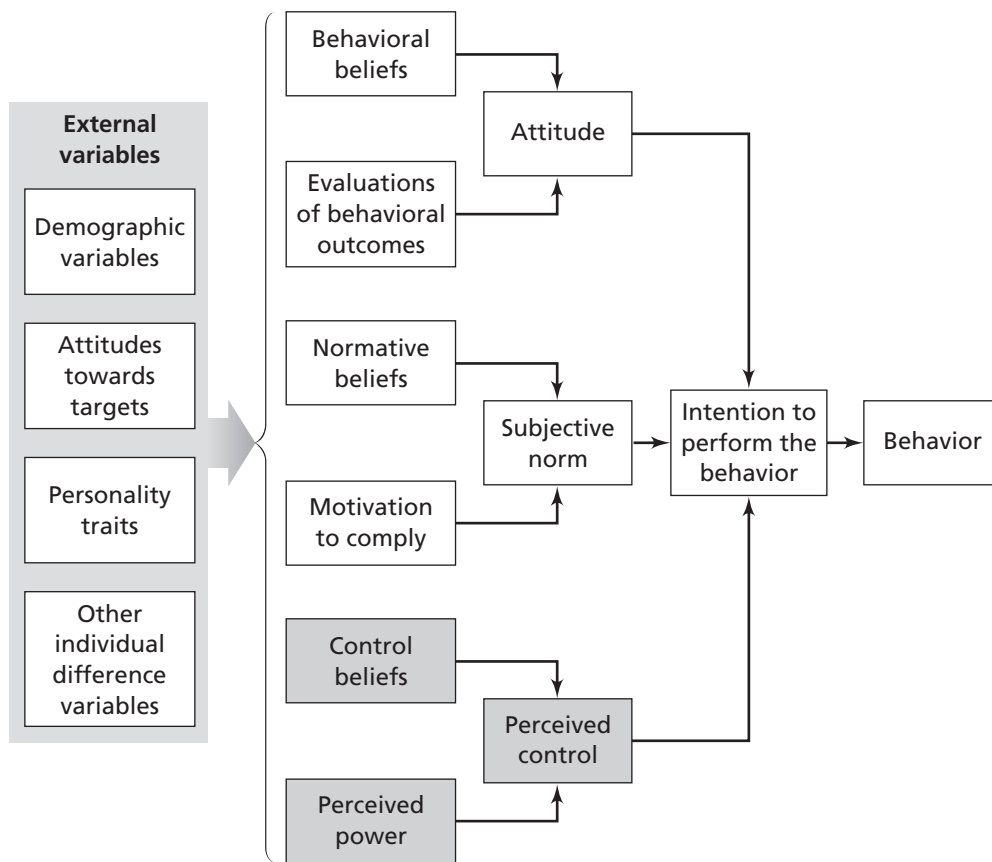 External
variables
Demographic
variables
Attitudes
towards
targets
Personality
traits
Other
individual
difference
variables
Behavioral
beliefs
Evaluations
of behavioral
outcomes
Attitude
Normative
beliefs
Motivation
to comply
Subjective
norm
Control
beliefs
Perceived
power
Perceived
control
Intention to
perform the
behavior
Behavior